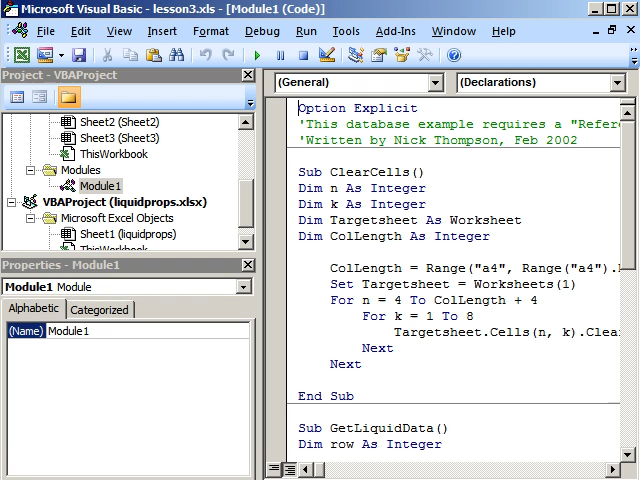 Microsoft Visual Basic - lesson3.xls - [Module1 (Code)]
File Edit View Insert Format Debug Run Tools Add-Ins Window Help
Project - VBAProject
Sheet2 (Sheet2)
Sheet3 (Sheet3)
ThisWorkbook
Modules
Module1
VBAProject (liquidprops.xlsx)
Microsoft Excel Objects
Sheet1 (liquidprops)
ThisWorkbook
Properties - Module1
Module1 Module
Alphabetic Categorized
(Name) Module1
(General) (Declarations)
Option Explicit
'This database example requires a "Refer
'Written by Nick Thompson, Feb 2002
Sub ClearCells()
Dim n As Integer
Dim k As Integer
Dim Targetsheet As Worksheet
Dim ColLength As Integer
ColLength = Range("a4", Range("a4").
Set Targetsheet = Worksheets(1)
For n = 4 To ColLength + 4
For k = 1 To 8
Targetsheet.Cells(n, k).Clea
Next
Next
End Sub
Sub GetLiquidData()
Dim row As Integer